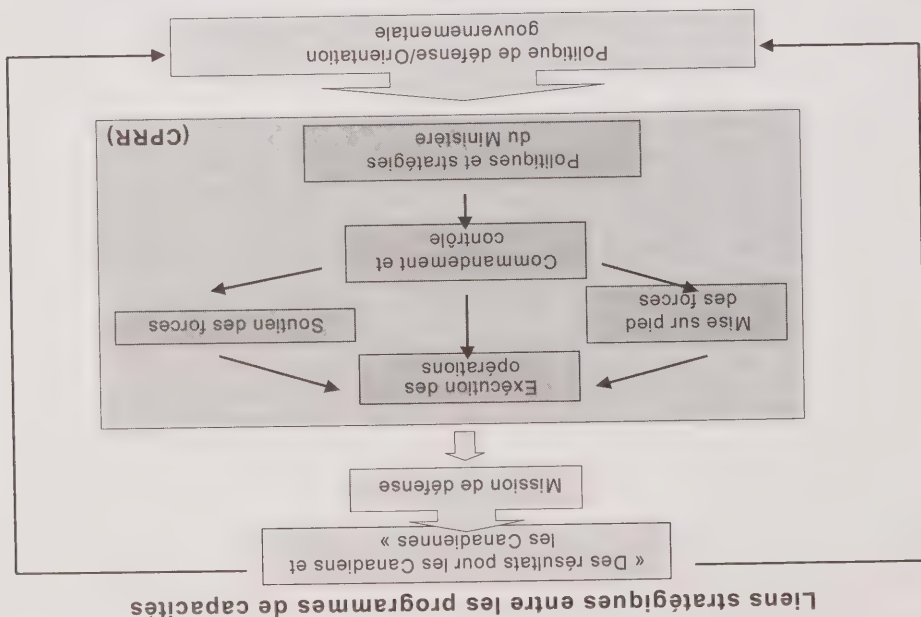 Liens stratégiques entre les programmes de capacités
« Des résultats pour les Canadiens et
les Canadiennes »
Mission de défense
Exécution des
opérations
Mise sur pied
des forces
Soutien des forces
Commandement et
contrôle
Politiques et stratégies
du Ministère
(CPRR)
Politique de défense/Orientation
gouvernementale